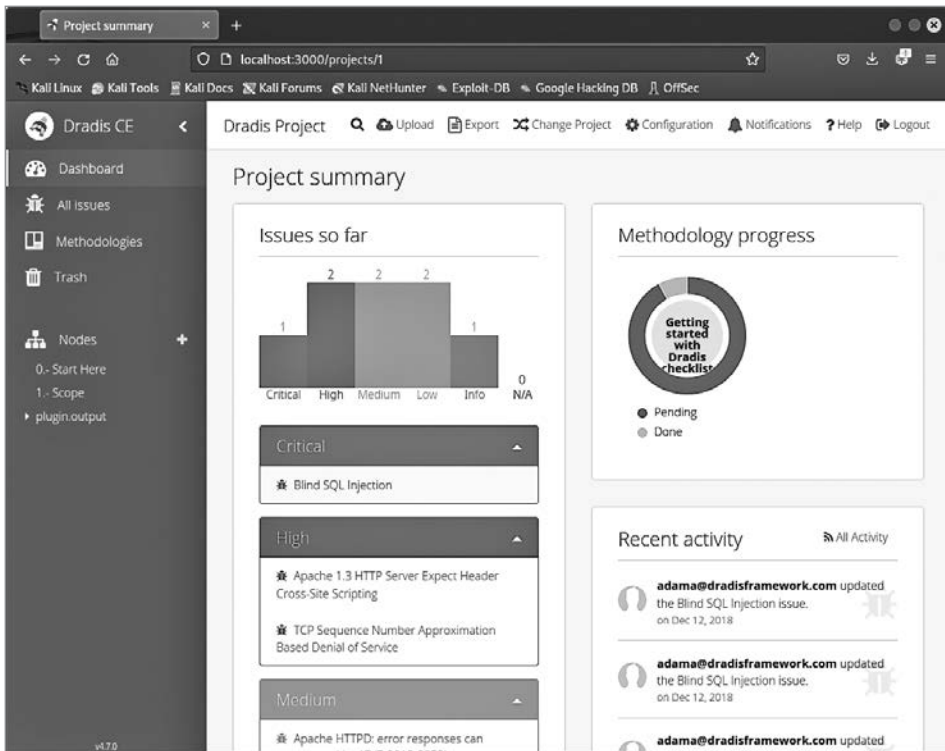 Project summary × +
localhost:3000/projects/1
Kali Linux Kali Tools Kali Docs Kali Forums Kali NetHunter Exploit-DB Google Hacking DB OffSec
Dradis CE
Dashboard
All issues
Methodologies
Trash
Nodes +
0.- Start Here
1.- Scope
plugin.output
v4.7.0
Dradis Project Upload Export Change Project Configuration Notifications ? Help Logout
Project summary
Issues so far
1 2 2 2 1 0
Critical High Medium Low Info N/A
Critical
Blind SQL Injection
High
Apache 1.3 HTTP Server Expect Header
Cross-Site Scripting
TCP Sequence Number Approximation
Based Denial of Service
Medium
Apache HTTPD: error responses can
Methodology progress
Getting
started
with
Dradis
checklist
Pending
Done
Recent activity All Activity
adama@dradisframework.com updated
the Blind SQL Injection issue.
on Dec 12, 2018
adama@dradisframework.com updated
the Blind SQL Injection issue.
on Dec 12, 2018
adama@dradisframework.com updated